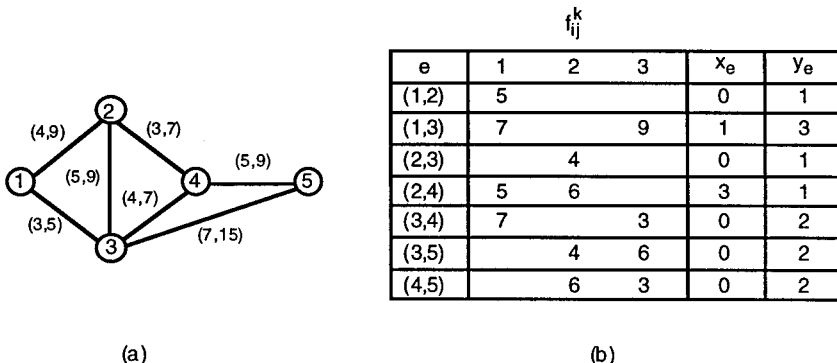 f_{ij}^{k}
e 1 2 3 x_e y_e
(1,2) 5 0 1
(1,3) 7 9 1 3
(2,3) 4 0 1
(2,4) 5 6 3 1
(3,4) 7 3 0 2
(3,5) 4 6 0 2
(4,5) 6 3 0 2
2
(4,9) (3,7)
(5,9)
1 (5,9) 4 5
(3,5) (4,7)
(7,15)
3
(a) (b)